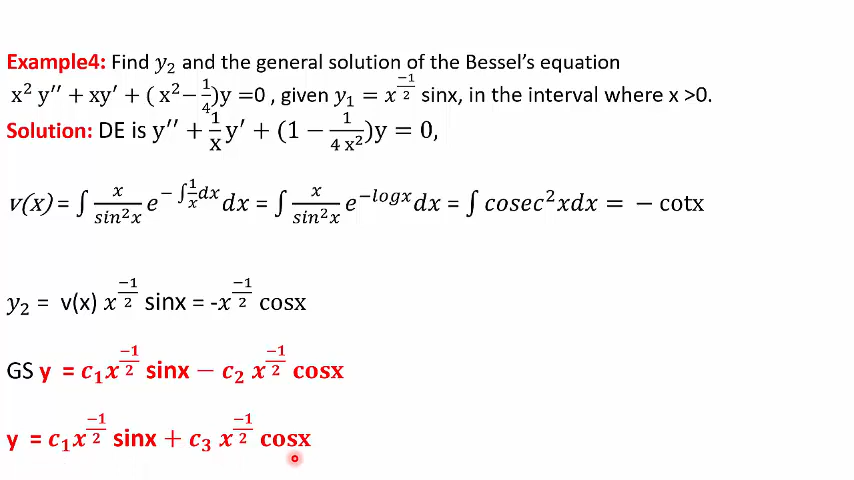 Example4: Find y₂ and the general solution of the Bessel's equation
x² y′′ + xy′ + ( x²− 1/4)y =0 , given y₁ = x^(−1/2) sinx, in the interval where x >0.
Solution: DE is y′′ + 1/x y′ + (1 − 1/(4 x²))y = 0,
v(x) = ∫ x/(sin²x) e^(− ∫ 1/x dx) dx = ∫ x/(sin²x) e^(−logx) dx = ∫ cosec²xdx = − cotx
y₂ = v(x) x^(−1/2) sinx = -x^(−1/2) cosx
GS y = c₁x^(−1/2) sinx − c₂ x^(−1/2) cosx
y = c₁x^(−1/2) sinx + c₃ x^(−1/2) cosx